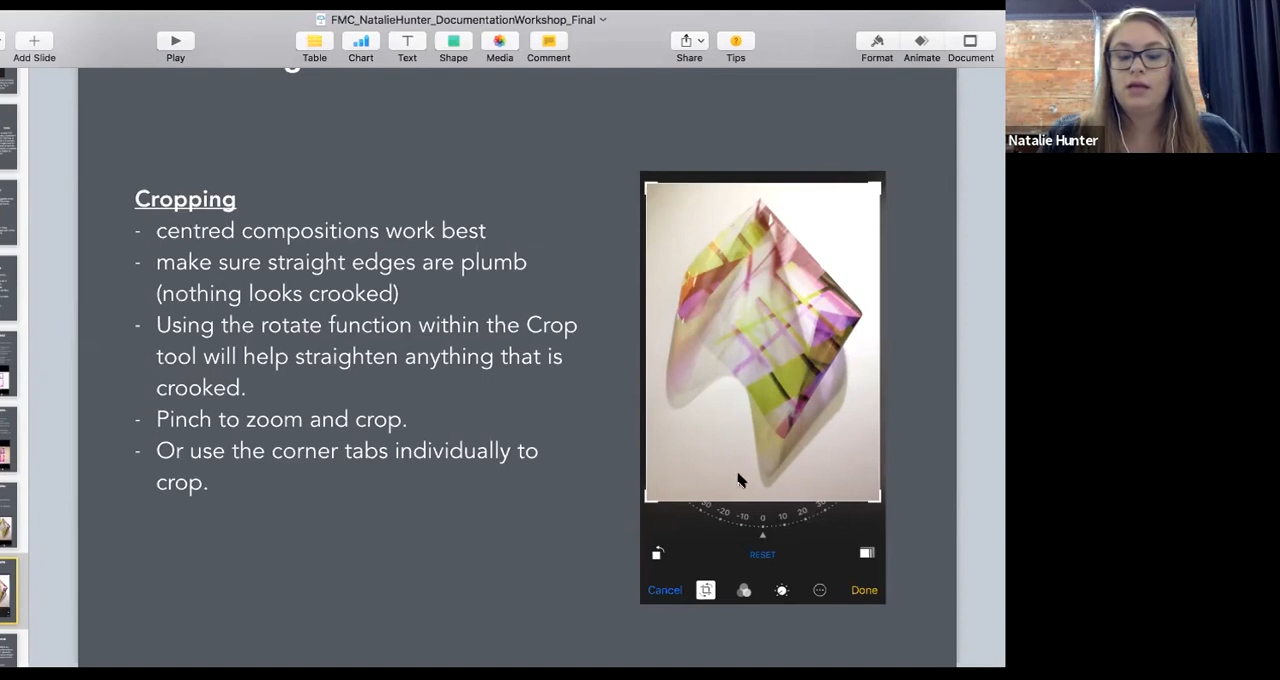 FMC_NatalieHunter_DocumentationWorkshop_Final
Add Slide
Play
Table
Chart
Text
Shape
Media
Comment
Share
Tips
Format
Animate
Document
Natalie Hunter
Cropping
- centred compositions work best
- make sure straight edges are plumb
(nothing looks crooked)
- Using the rotate function within the Crop
tool will help straighten anything that is
crooked.
- Pinch to zoom and crop.
- Or use the corner tabs individually to
crop.
-20 -10 0 10 20
RESET
Cancel
Done